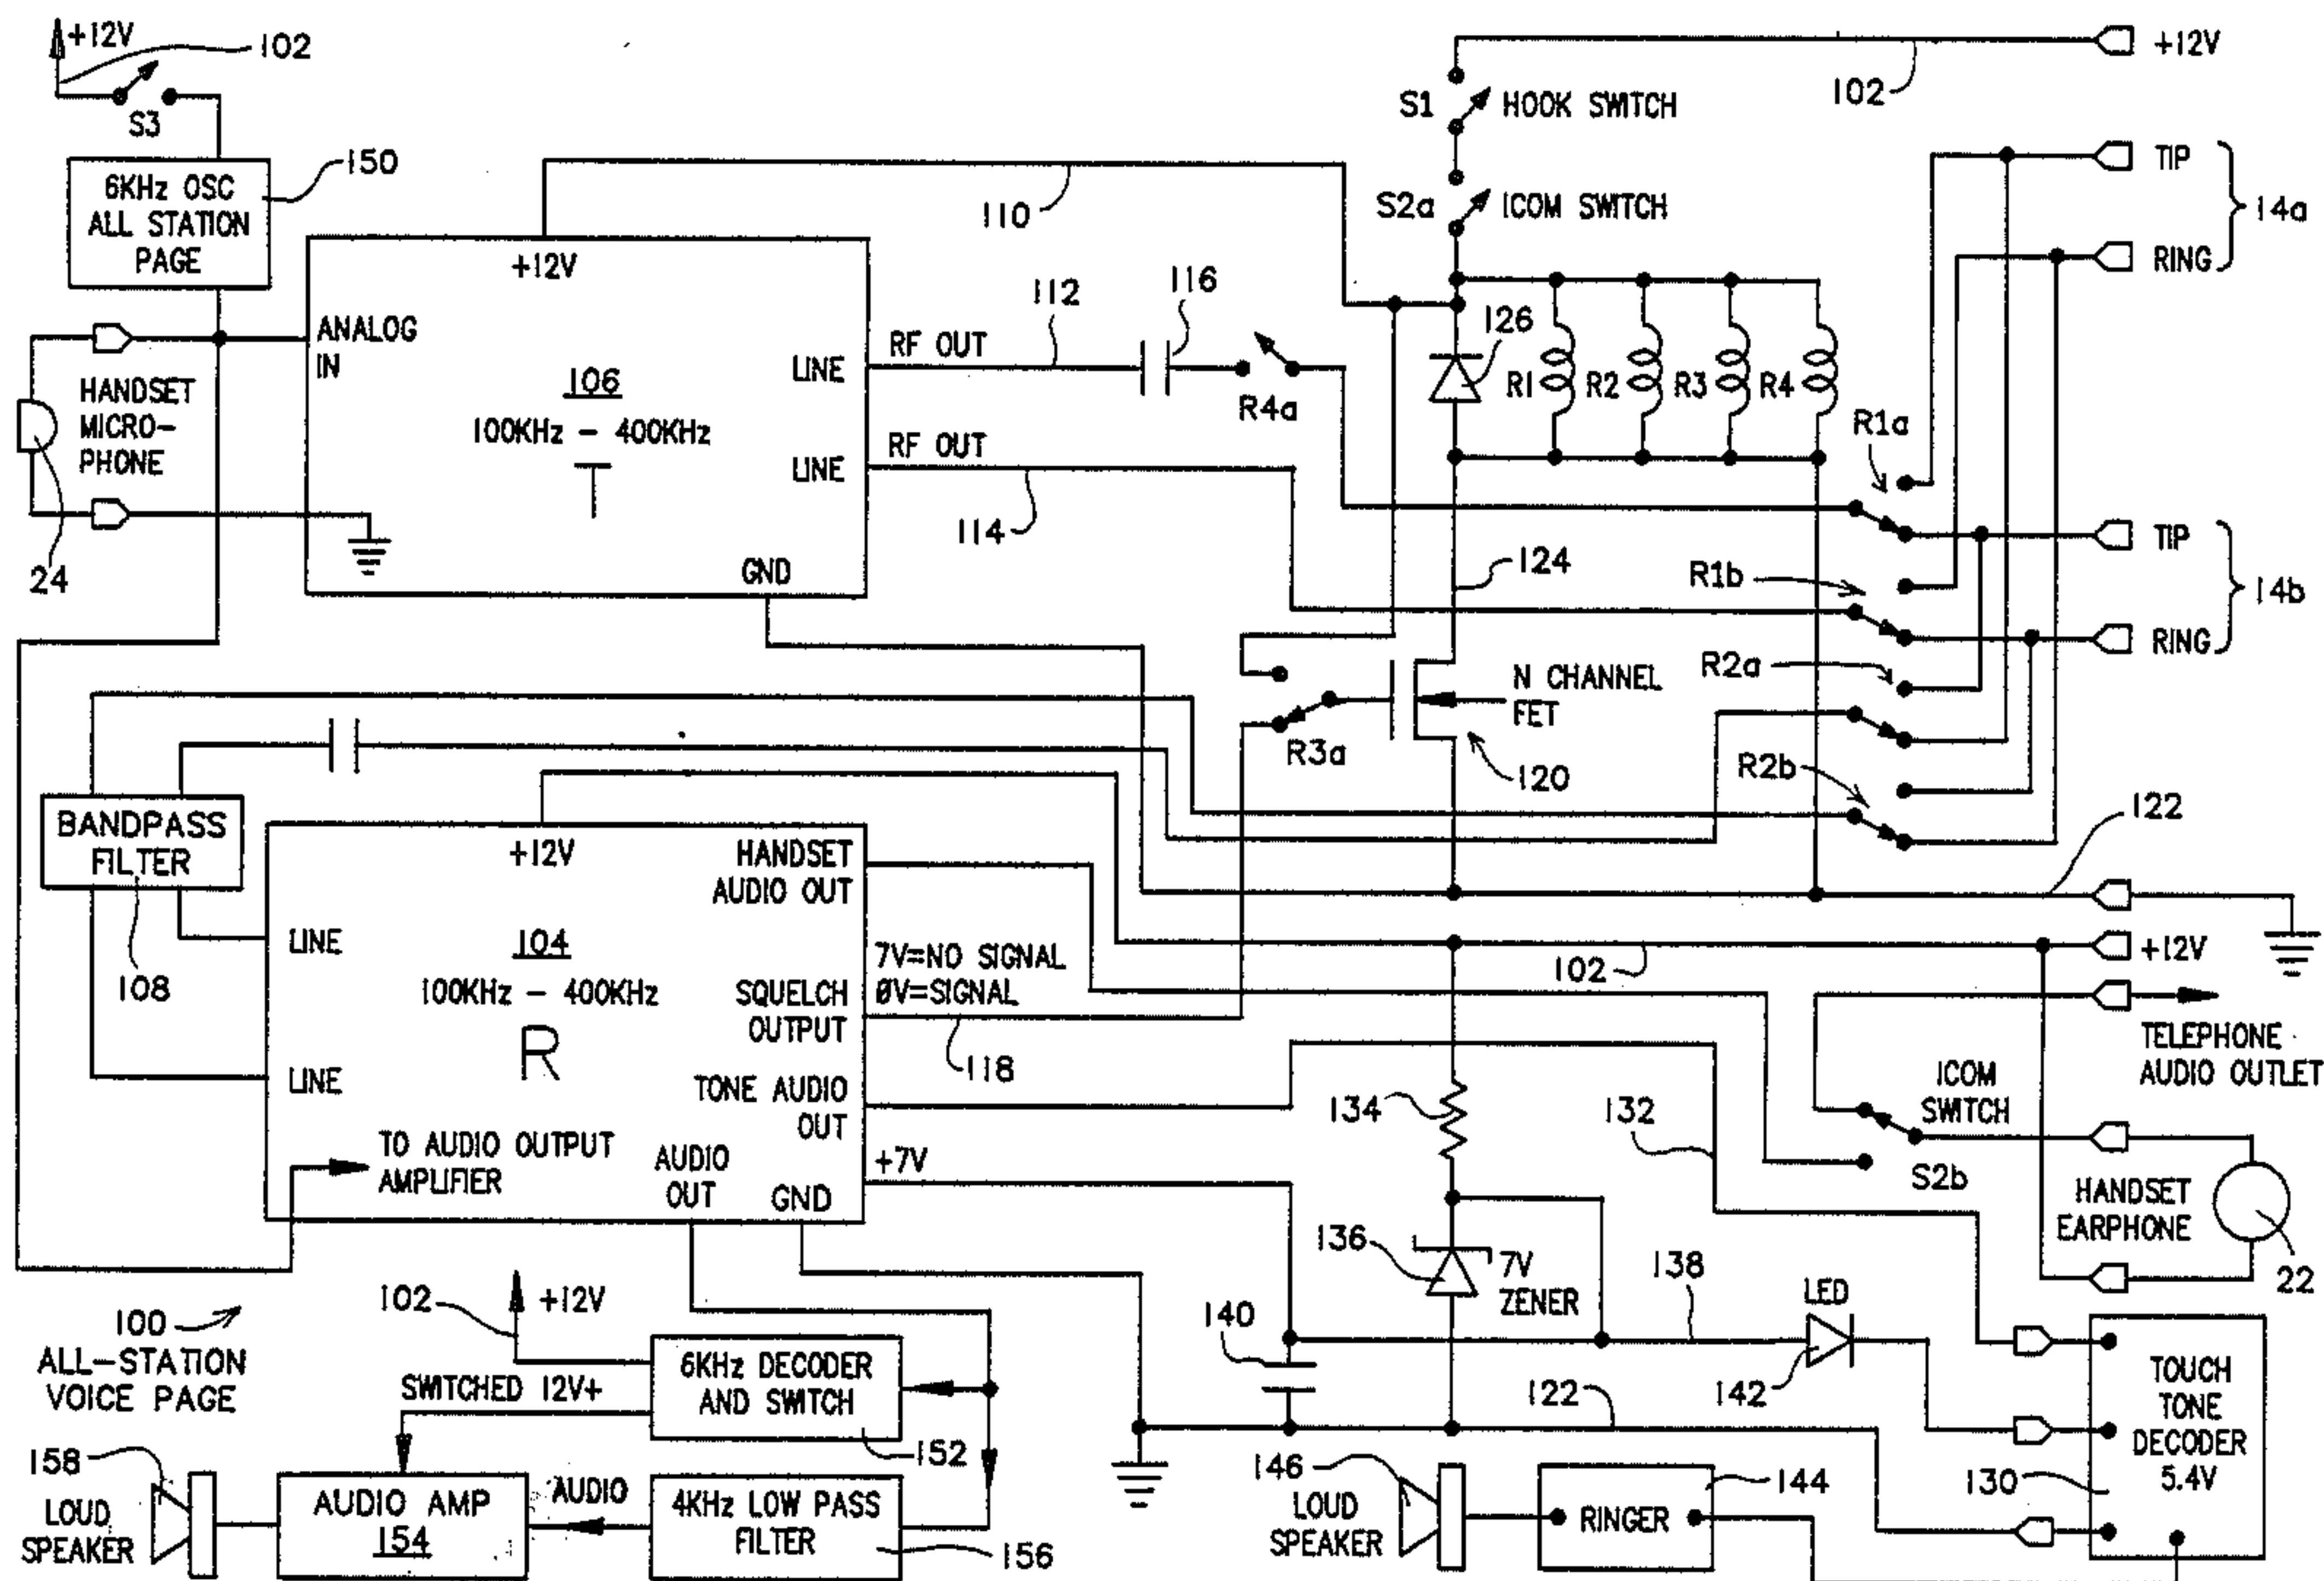 +12V
102
S3
150
6KHz OSC
ALL STATION
PAGE
+12V
110
ANALOG
IN
106
100KHz - 400KHz
T
LINE
LINE
GND
RF OUT
112
116
R4a
RF OUT
114
HANDSET
MICRO-
PHONE
24
+12V
102
S1
HOOK SWITCH
S2a
ICOM SWITCH
126
R1
R2
R3
R4
TIP
RING
14a
R1a
TIP
RING
14b
R1b
R2a
R2b
124
N CHANNEL
FET
120
R3a
122
BANDPASS
FILTER
108
+12V
HANDSET
AUDIO OUT
LINE
104
100KHz - 400KHz
R
LINE
SQUELCH
OUTPUT
7V=NO SIGNAL
0V=SIGNAL
118
TONE AUDIO
OUT
TO AUDIO OUTPUT
AMPLIFIER
AUDIO
OUT
GND
+7V
102
+12V
TELEPHONE
AUDIO OUTLET
ICOM
SWITCH
S2b
HANDSET
EARPHONE
22
134
132
136
7V
ZENER
138
LED
142
140
122
TOUCH
TONE
DECODER
5.4V
130
146
LOUD
SPEAKER
RINGER
144
100
ALL-STATION
VOICE PAGE
102
+12V
6KHz DECODER
AND SWITCH
152
SWITCHED 12V+
158
LOUD
SPEAKER
AUDIO AMP
154
AUDIO
4KHz LOW PASS
FILTER
156